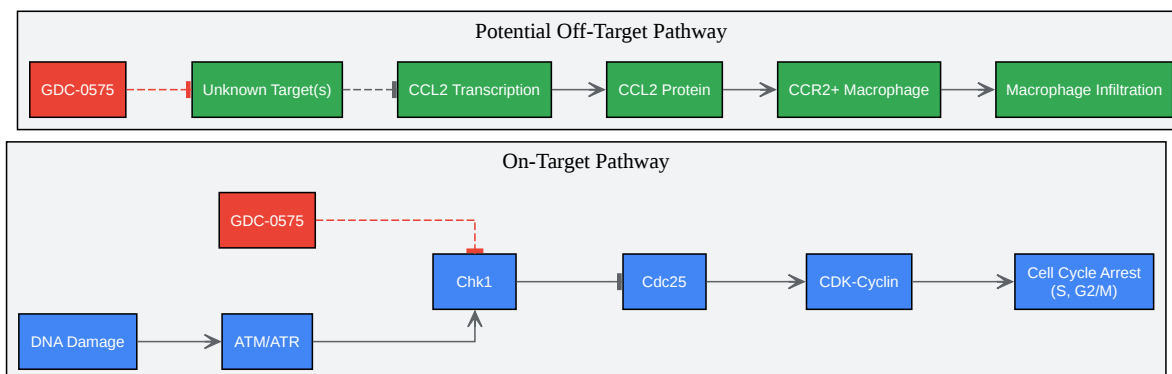 Potential Off-Target Pathway
GDC-0575
Unknown Target(s)
CCL2 Transcription
CCL2 Protein
CCR2+ Macrophage
Macrophage Infiltration
On-Target Pathway
GDC-0575
Chk1
Cdc25
CDK-Cyclin
Cell Cycle Arrest
(S, G2/M)
DNA Damage
ATM/ATR